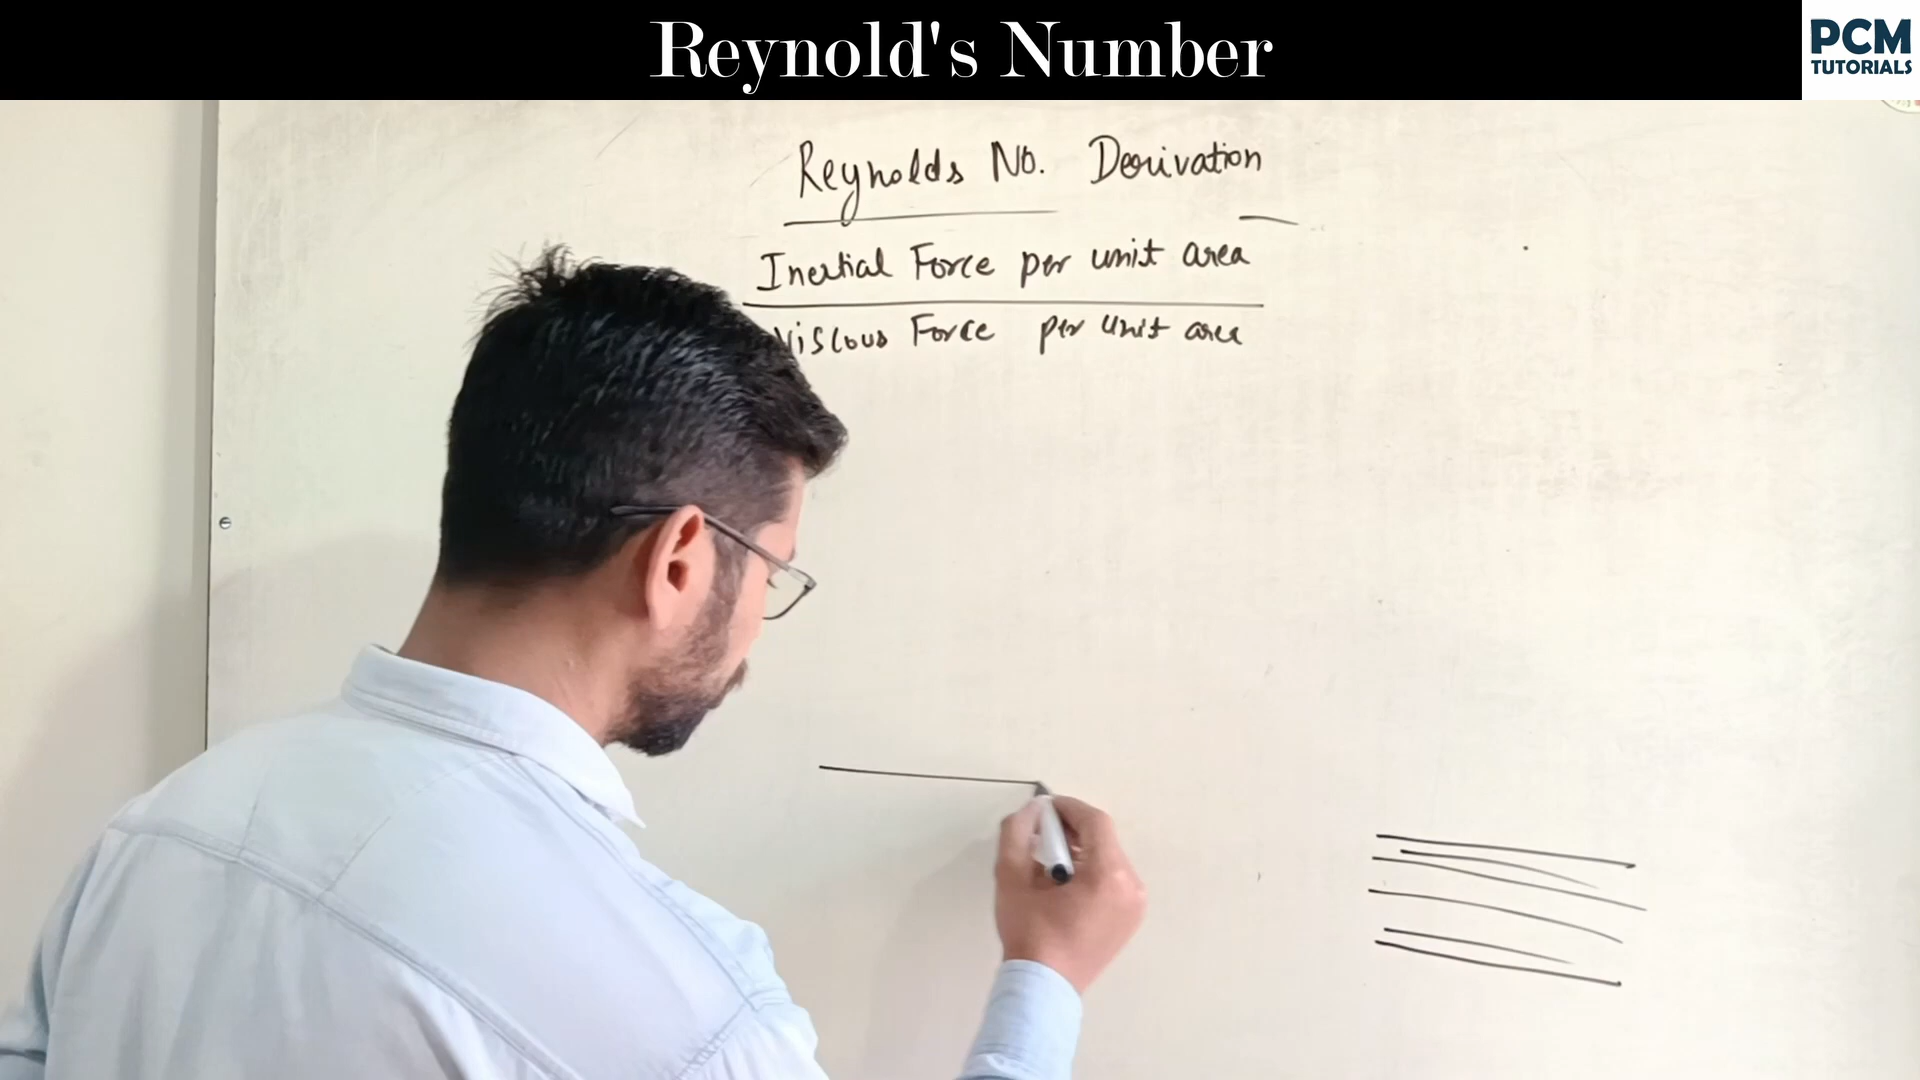 Reynold's Number
PCM
TUTORIALS
Reynolds No. Derivation
Inertial Force per unit area
Viscous Force per unit area